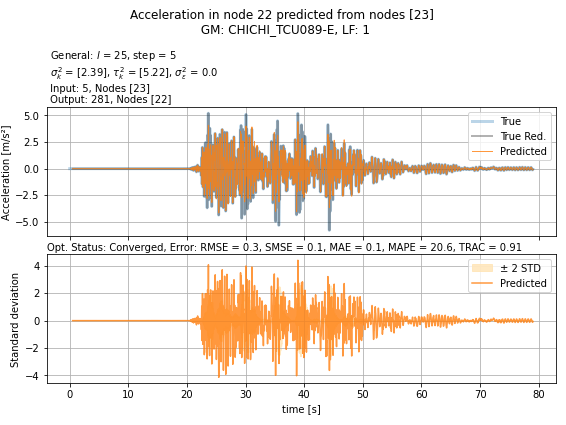 Acceleration in node 22 predicted from nodes [23]
GM: CHICHI_TCU089-E, LF: 1
General: l = 25, step = 5
σ²ₖ = [2.39], τ²ₖ = [5.22], σ²ε = 0.0
Input: 5, Nodes [23]
Output: 281, Nodes [22]
Acceleration [m/s²]
5.0
2.5
0.0
−2.5
−5.0
True
True Red.
Predicted
Opt. Status: Converged, Error: RMSE = 0.3, SMSE = 0.1, MAE = 0.1, MAPE = 20.6, TRAC = 0.91
Standard deviation
4
2
0
−2
−4
± 2 STD
Predicted
0 10 20 30 40 50 60 70 80
time [s]